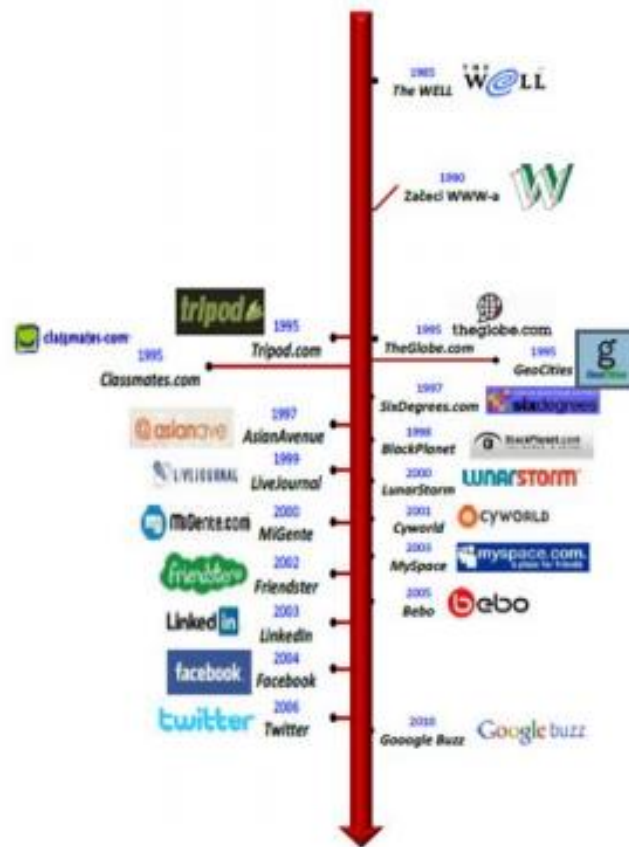 1985
The WELL
THE
WELL
1990
Začeci WWW-a
W
tripod
1995
Tripod.com
1995
TheGlobe.com
theglobe.com
classmates.com
1995
Classmates.com
1995
GeoCities
g
1997
SixDegrees.com
sixdegrees
asianave
1997
AsianAvenue
1998
BlackPlanet
BlackPlanet.com
LIVEJOURNAL
1999
LiveJournal
2000
LunarStorm
LUNARSTORM
MiGente.com
2000
MiGente
2001
Cyworld
CYWORLD
2003
MySpace
myspace.com
a place for friends
friendster
2002
Friendster
2005
Bebo
bebo
Linked in
2003
LinkedIn
facebook
2004
Facebook
twitter
2006
Twitter
2010
Gooogle Buzz
Google buzz